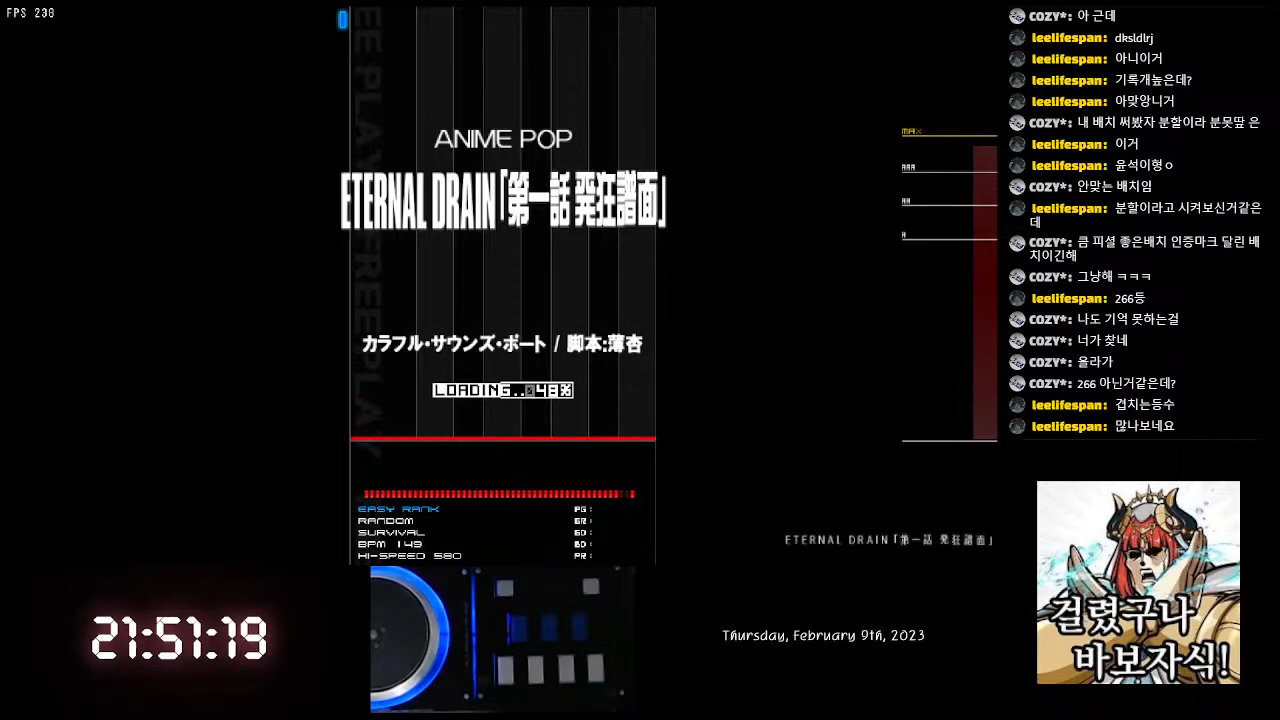 FPS 238
ANIME POP
ETERNAL DRAIN「第一話 発狂譜面」
カラフル・サウンズ・ポート / 脚本:薄杏
LOADING..048%
EASY RANK
RANDOM
SURVIVAL
BPM 149
HI-SPEED 580
PG :
GR :
GD :
BD :
PR :
FREE PLAY FREE PLAY
21:51:19
MAX
AAA
AA
A
ETERNAL DRAIN「第一話 発狂譜面」
Thursday, February 9th, 2023
COZY*: 아 근데
leelifespan: dksldlrj
leelifespan: 아니이거
leelifespan: 기록개높은데?
leelifespan: 아맞앙니거
COZY*: 내 배치 써봤자 분할이라 분못땊 은
leelifespan: 이거
leelifespan: 윤석이형ㅇ
COZY*: 안맞는 배치임
leelifespan: 분할이라고 시켜보신거같은
데
COZY*: 큼 피셜 좋은배치 인증마크 달린 배
치이긴해
COZY*: 그냥해 ㅋㅋㅋ
leelifespan: 266등
COZY*: 나도 기억 못하는걸
COZY*: 너가 찾네
COZY*: 올라가
COZY*: 266 아닌거같은데?
leelifespan: 겹치는등수
leelifespan: 많나보네요
걸렸구나
바보자식!